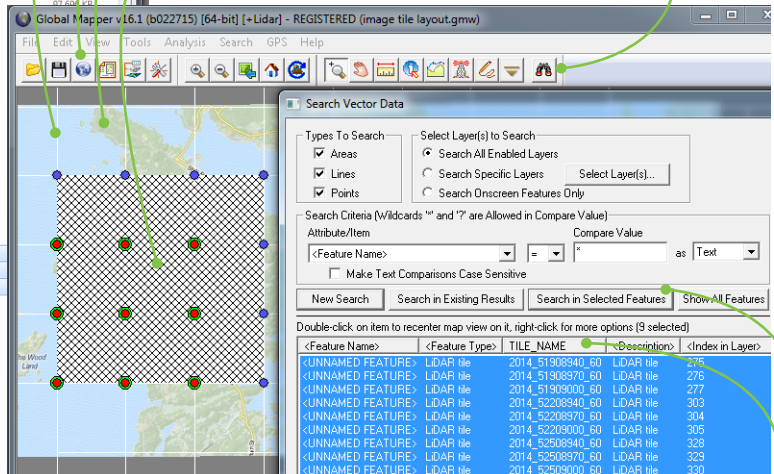 97,696 KB
Global Mapper v16.1 (b022715) [64-bit] [+Lidar] - REGISTERED (image tile layout.gmw)
File Edit View Tools Analysis Search GPS Help
Search Vector Data
Types To Search
Areas
Lines
Points
Select Layer(s) to Search
Search All Enabled Layers
Search Specific Layers
Select Layer(s)...
Search Onscreen Features Only
Search Criteria (Wildcards '*' and '?' are Allowed in Compare Value)
Attribute/Item Compare Value
<Feature Name> = * as Text
Make Text Comparisons Case Sensitive
New Search Search in Existing Results Search in Selected Features Show All Features
Double-click on item to recenter map view on it, right-click for more options (9 selected)
<Feature Name> <Feature Type> TILE_NAME <Description> <Index in Layer>
<UNNAMED FEATURE> LiDAR tile 2014_51908940_60 LiDAR tile 275
<UNNAMED FEATURE> LiDAR tile 2014_51908970_60 LiDAR tile 276
<UNNAMED FEATURE> LiDAR tile 2014_51909000_60 LiDAR tile 277
<UNNAMED FEATURE> LiDAR tile 2014_52208940_60 LiDAR tile 303
<UNNAMED FEATURE> LiDAR tile 2014_52208970_60 LiDAR tile 304
<UNNAMED FEATURE> LiDAR tile 2014_52209000_60 LiDAR tile 305
<UNNAMED FEATURE> LiDAR tile 2014_52508940_60 LiDAR tile 328
<UNNAMED FEATURE> LiDAR tile 2014_52508970_60 LiDAR tile 329
<UNNAMED FEATURE> LiDAR tile 2014_52509000_60 LiDAR tile 330
The Wood
Land